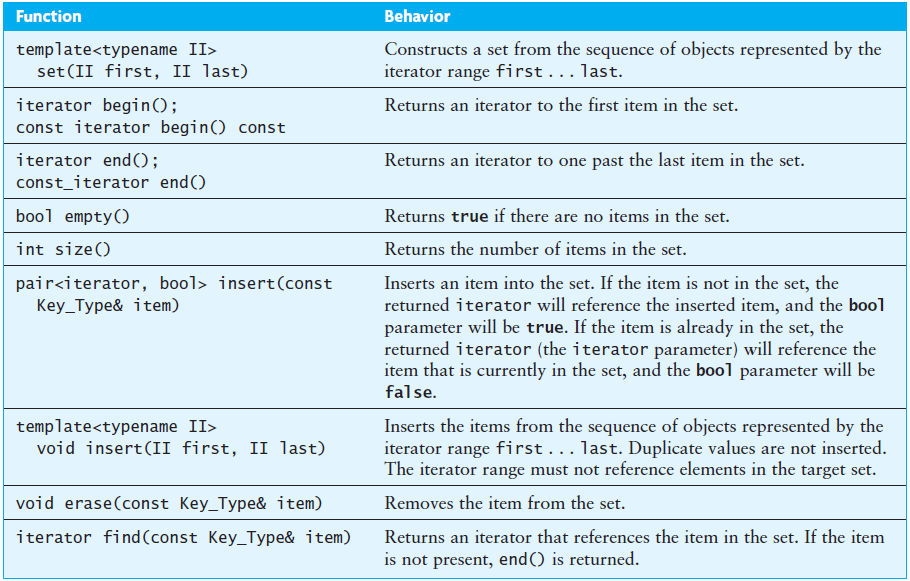 Function Behavior
template<typename II>
set(II first, II last)
Constructs a set from the sequence of objects represented by the
iterator range first . . . last.
iterator begin();
const iterator begin() const
Returns an iterator to the first item in the set.
iterator end();
const_iterator end()
Returns an iterator to one past the last item in the set.
bool empty()
Returns true if there are no items in the set.
int size()
Returns the number of items in the set.
pair<iterator, bool> insert(const
Key_Type& item)
Inserts an item into the set. If the item is not in the set, the
returned iterator will reference the inserted item, and the bool
parameter will be true. If the item is already in the set, the
returned iterator (the iterator parameter) will reference the
item that is currently in the set, and the bool parameter will be
false.
template<typename II>
void insert(II first, II last)
Inserts the items from the sequence of objects represented by the
iterator range first . . . last. Duplicate values are not inserted.
The iterator range must not reference elements in the target set.
void erase(const Key_Type& item)
Removes the item from the set.
iterator find(const Key_Type& item)
Returns an iterator that references the item in the set. If the item
is not present, end() is returned.